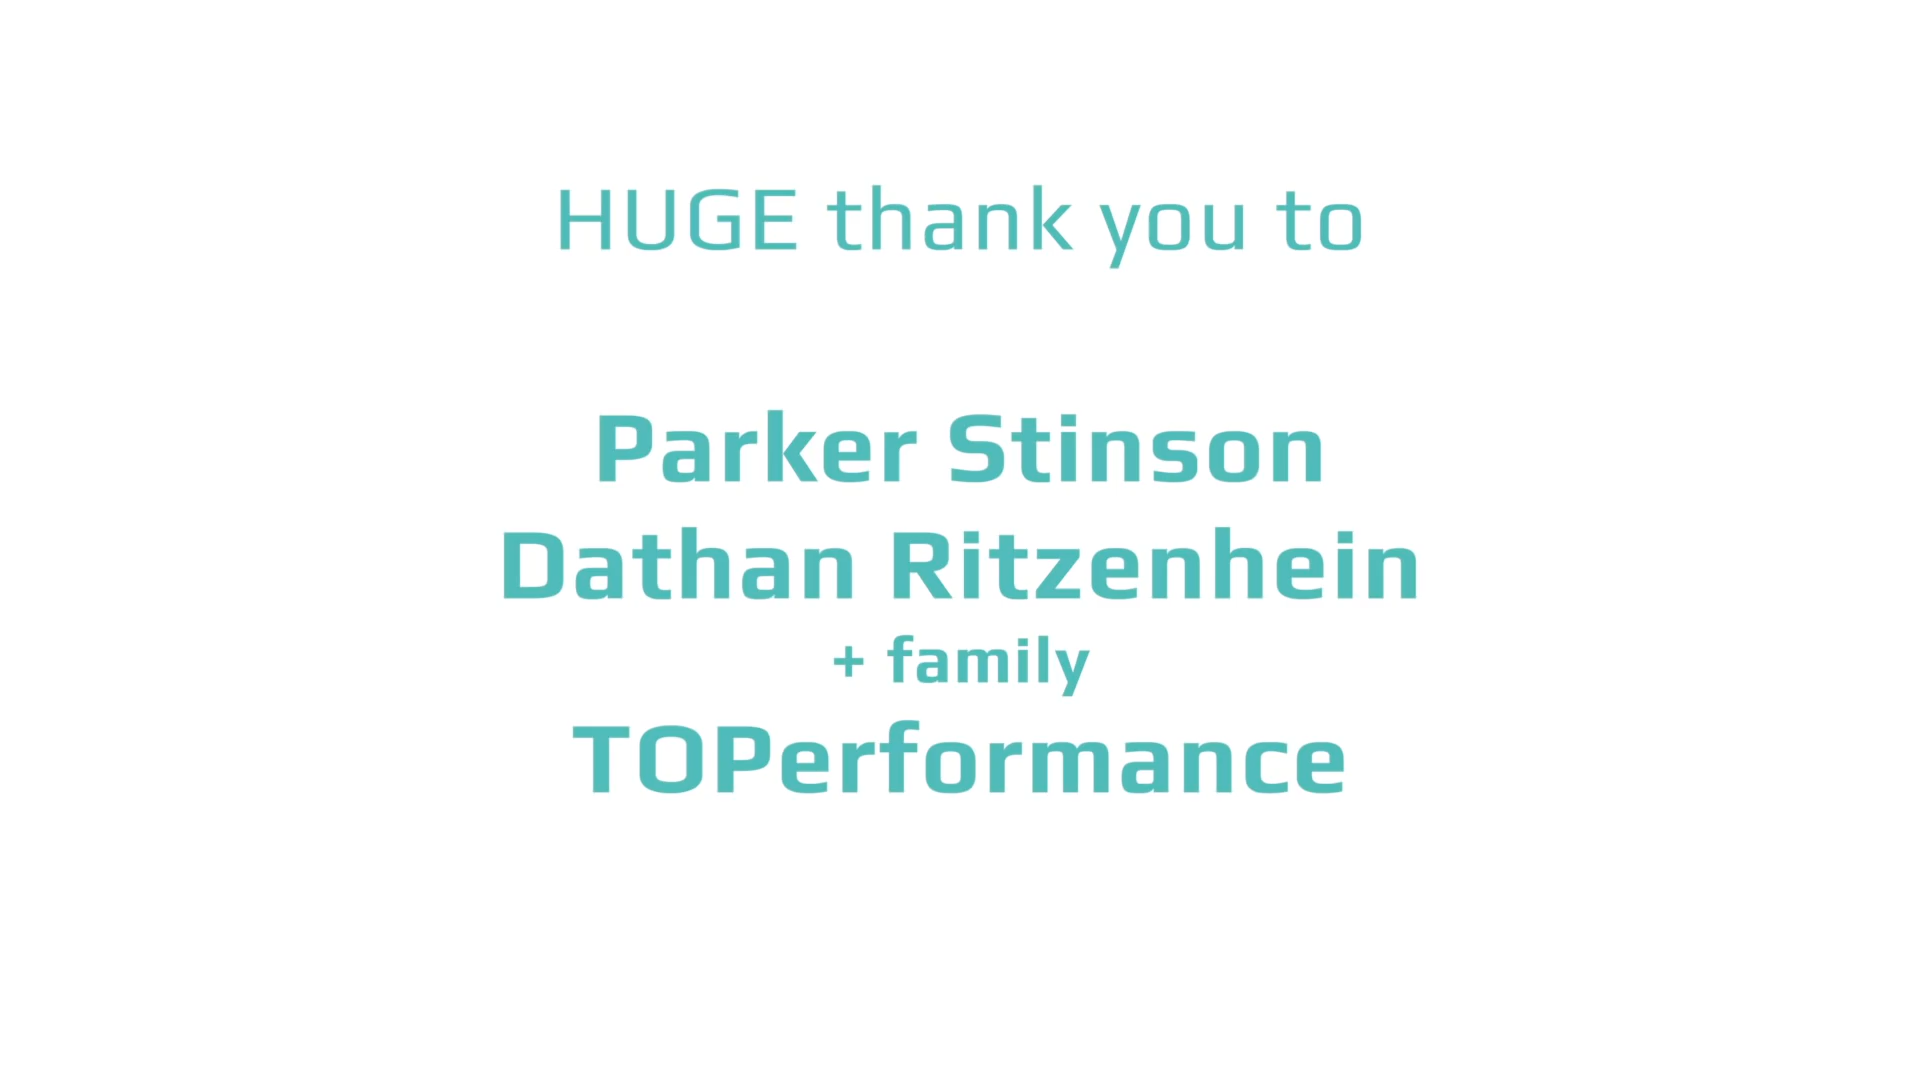 HUGE thank you to
Parker Stinson
Dathan Ritzenhein
+ family
TOPerformance